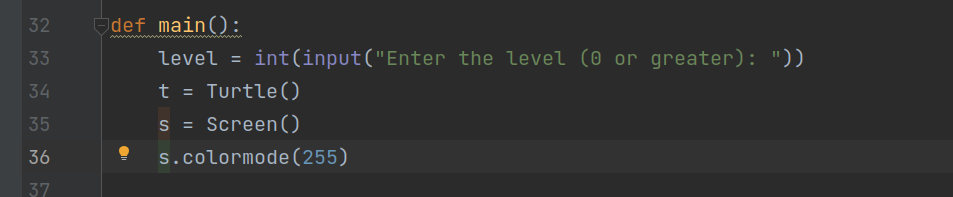 32 def main():
33     level = int(input("Enter the level (0 or greater): "))
34     t = Turtle()
35     s = Screen()
36     s.colormode(255)
37